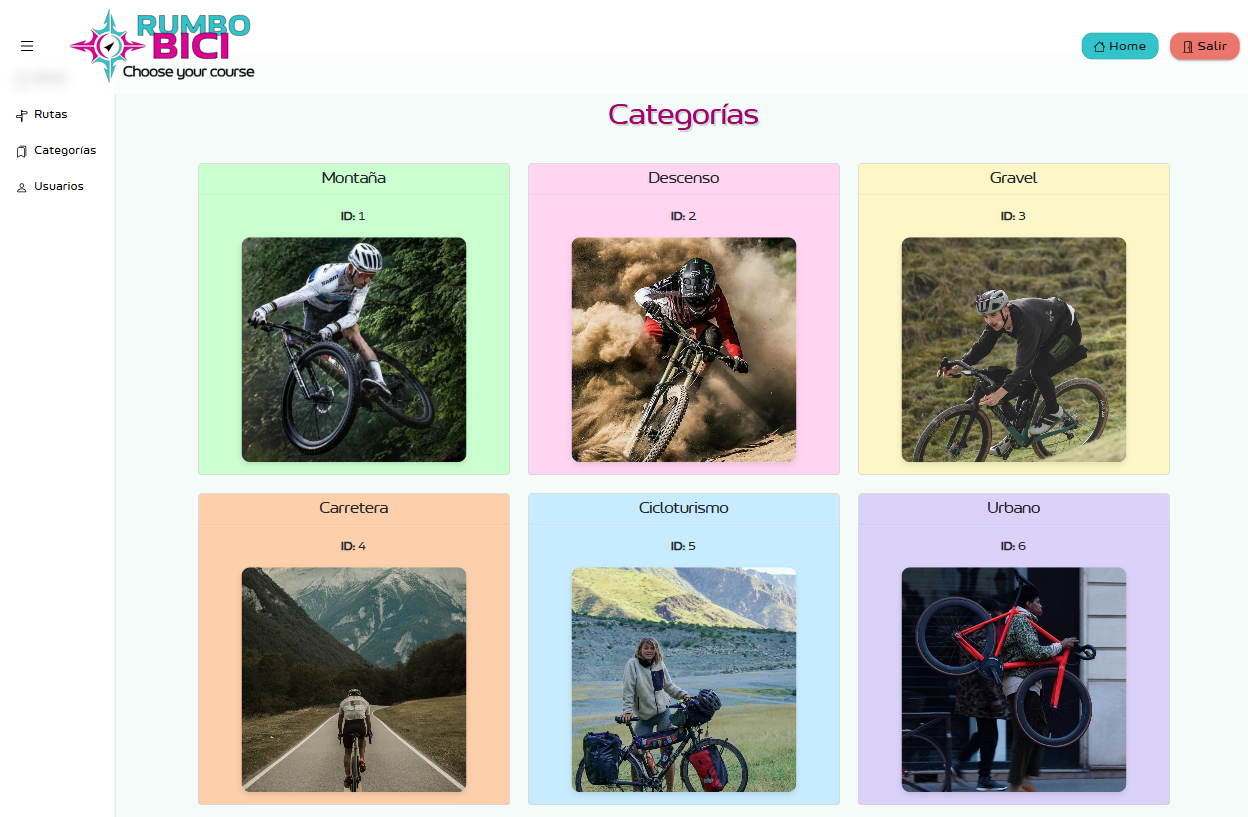 RUMBO
BICI
Choose your course
Home
Salir
Rutas
Categorías
Usuarios
Categorías
Montaña
Descenso
Gravel
ID: 1
ID: 2
ID: 3
Carretera
Cicloturismo
Urbano
ID: 4
ID: 5
ID: 6